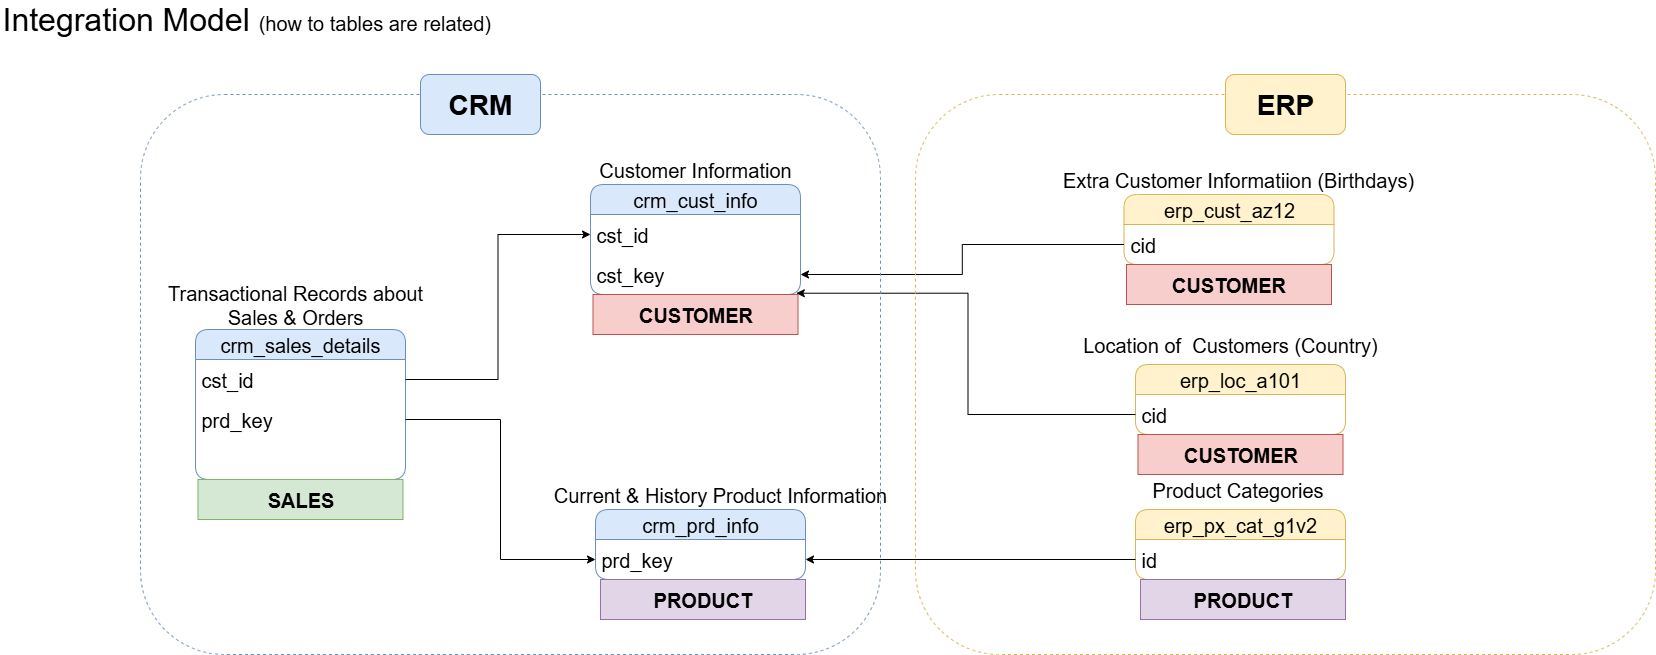 Integration Model (how to tables are related)
CRM
Customer Information
crm_cust_info
cst_id
cst_key
CUSTOMER
Transactional Records about
Sales & Orders
crm_sales_details
cst_id
prd_key
SALES
Current & History Product Information
crm_prd_info
prd_key
PRODUCT
ERP
Extra Customer Informatiion (Birthdays)
erp_cust_az12
cid
CUSTOMER
Location of  Customers (Country)
erp_loc_a101
cid
CUSTOMER
Product Categories
erp_px_cat_g1v2
id
PRODUCT